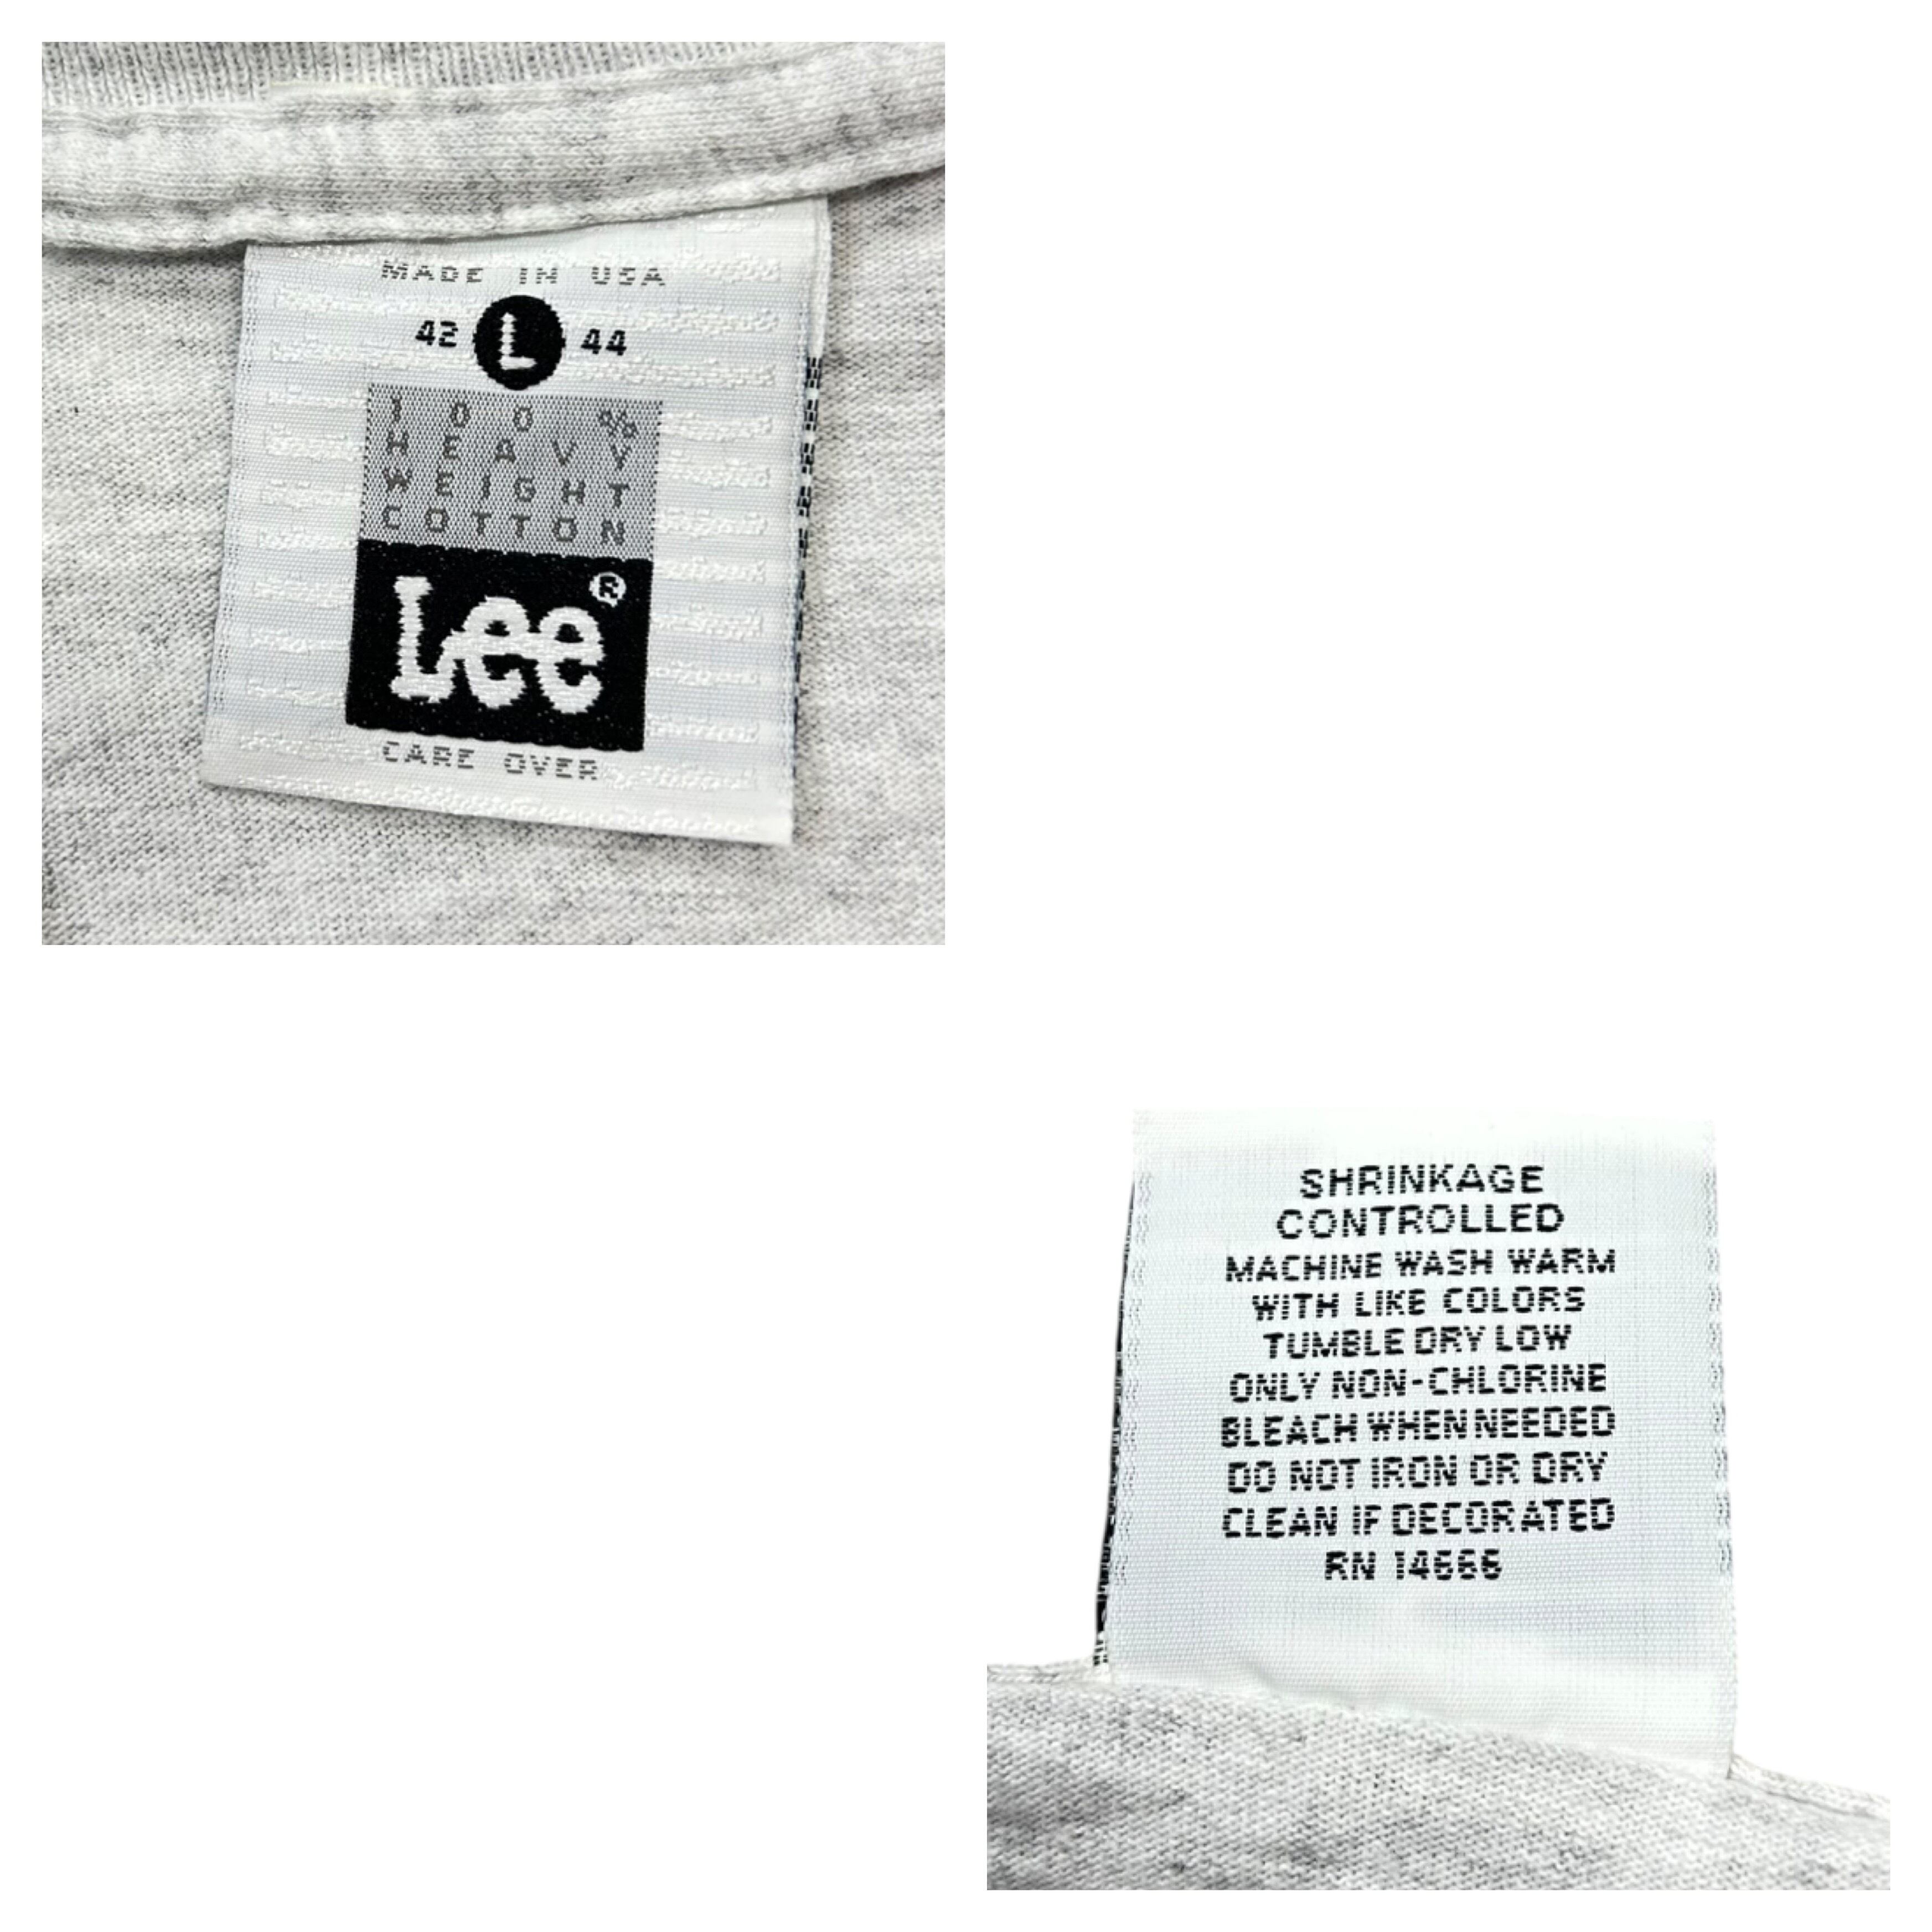 MADE IN USA
42 L 44
100%
HEAVY
WEIGHT
COTTON
Lee®
CARE OVER
SHRINKAGE
CONTROLLED
MACHINE WASH WARM
WITH LIKE COLORS
TUMBLE DRY LOW
ONLY NON-CHLORINE
BLEACH WHEN NEEDED
DO NOT IRON OR DRY
CLEAN IF DECORATED
RN 14666